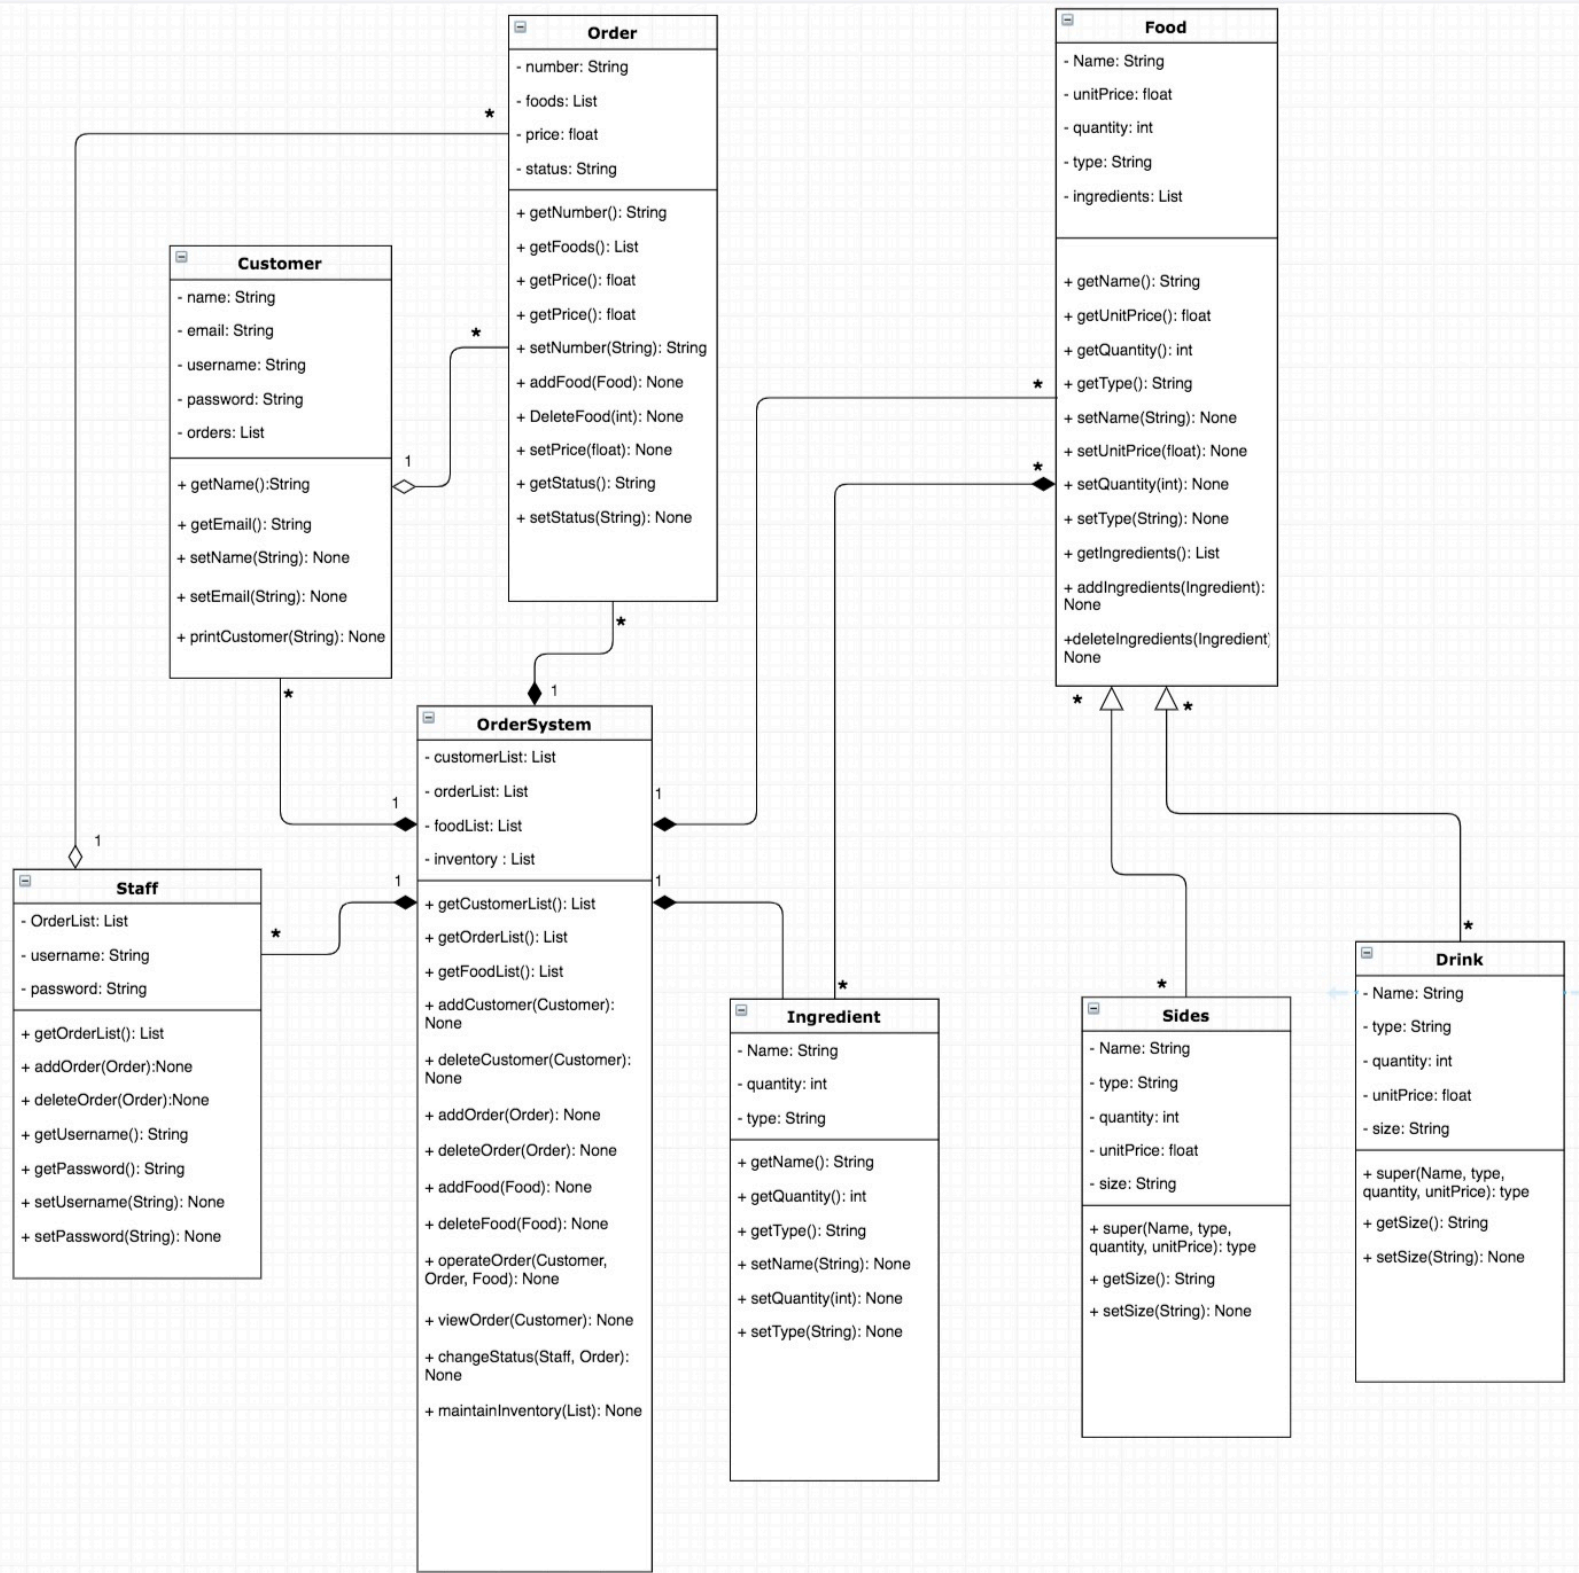 Order
- number: String
- foods: List
- price: float
- status: String
+ getNumber(): String
+ getFoods(): List
+ getPrice(): float
+ getPrice(): float
+ setNumber(String): String
+ addFood(Food): None
+ DeleteFood(int): None
+ setPrice(float): None
+ getStatus(): String
+ setStatus(String): None
*
*
*
Food
- Name: String
- unitPrice: float
- quantity: int
- type: String
- ingredients: List
+ getName(): String
+ getUnitPrice(): float
+ getQuantity(): int
+ getType(): String
+ setName(String): None
+ setUnitPrice(float): None
+ setQuantity(int): None
+ setType(String): None
+ getIngredients(): List
+ addIngredients(Ingredient):
None
+deleteIngredients(Ingredient)
None
*
*
*
*
Customer
- name: String
- email: String
- username: String
- password: String
- orders: List
+ getName():String
+ getEmail(): String
+ setName(String): None
+ setEmail(String): None
+ printCustomer(String): None
1
*
OrderSystem
- customerList: List
- orderList: List
- foodList: List
- inventory : List
+ getCustomerList(): List
+ getOrderList(): List
+ getFoodList(): List
+ addCustomer(Customer):
None
+ deleteCustomer(Customer):
None
+ addOrder(Order): None
+ deleteOrder(Order): None
+ addFood(Food): None
+ deleteFood(Food): None
+ operateOrder(Customer,
Order, Food): None
+ viewOrder(Customer): None
+ changeStatus(Staff, Order):
None
+ maintainInventory(List): None
1
1
1
1
1
Staff
- OrderList: List
- username: String
- password: String
+ getOrderList(): List
+ addOrder(Order):None
+ deleteOrder(Order):None
+ getUsername(): String
+ getPassword(): String
+ setUsername(String): None
+ setPassword(String): None
1
*
Ingredient
- Name: String
- quantity: int
- type: String
+ getName(): String
+ getQuantity(): int
+ getType(): String
+ setName(String): None
+ setQuantity(int): None
+ setType(String): None
*
Sides
- Name: String
- type: String
- quantity: int
- unitPrice: float
- size: String
+ super(Name, type,
quantity, unitPrice): type
+ getSize(): String
+ setSize(String): None
*
Drink
- Name: String
- type: String
- quantity: int
- unitPrice: float
- size: String
+ super(Name, type,
quantity, unitPrice): type
+ getSize(): String
+ setSize(String): None
*